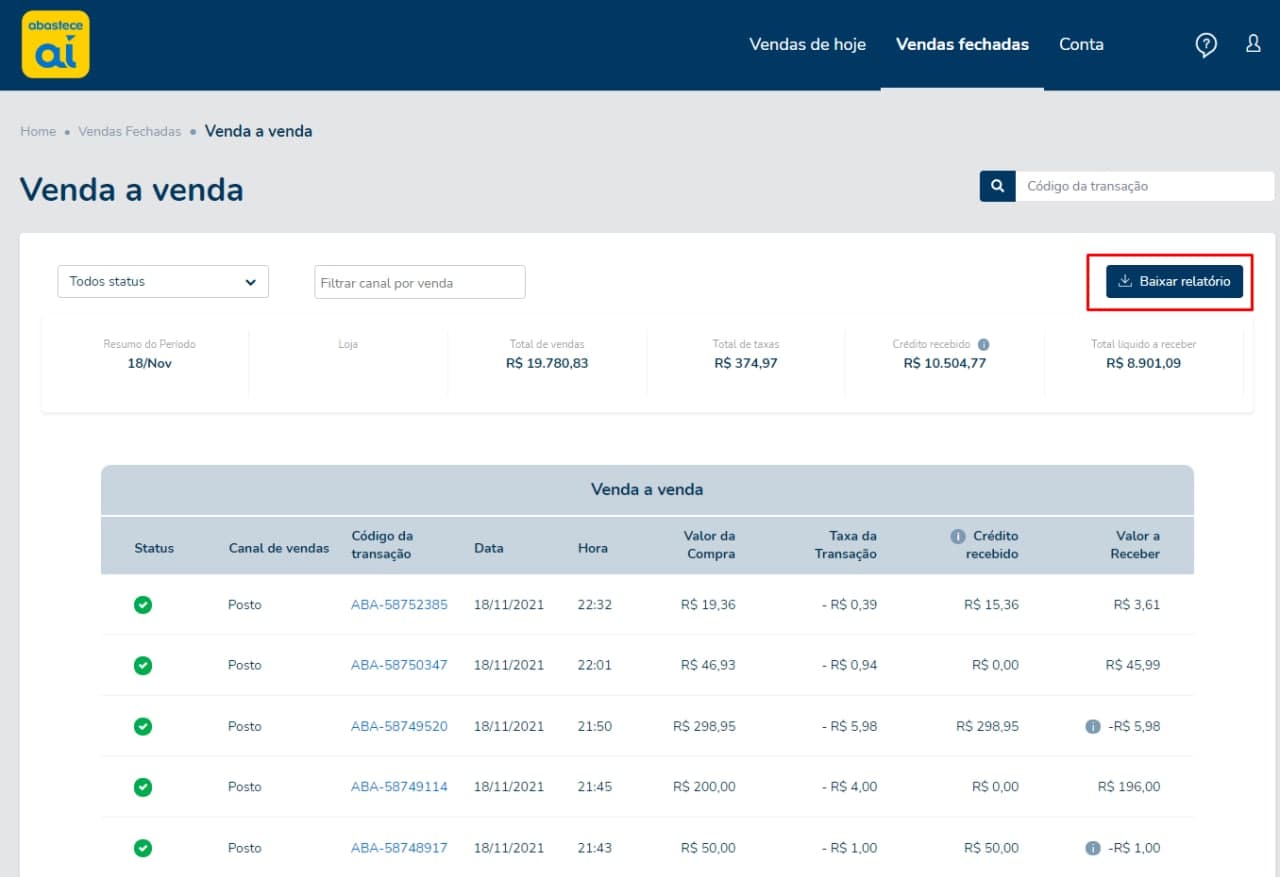 abastece
aí
Vendas de hoje Vendas fechadas Conta
Home • Vendas Fechadas • Venda a venda
Venda a venda
Código da transação
Todos status
Filtrar canal por venda
Baixar relatório
Resumo do Período Loja Total de vendas Total de taxas Crédito recebido Total líquido a receber
18/Nov R$ 19.780,83 R$ 374,97 R$ 10.504,77 R$ 8.901,09
Venda a venda
Status Canal de vendas Código da transação Data Hora Valor da Compra Taxa da Transação Crédito recebido Valor a Receber
Posto ABA-58752385 18/11/2021 22:32 R$ 19,36 - R$ 0,39 R$ 15,36 R$ 3,61
Posto ABA-58750347 18/11/2021 22:01 R$ 46,93 - R$ 0,94 R$ 0,00 R$ 45,99
Posto ABA-58749520 18/11/2021 21:50 R$ 298,95 - R$ 5,98 R$ 298,95 -R$ 5,98
Posto ABA-58749114 18/11/2021 21:45 R$ 200,00 - R$ 4,00 R$ 0,00 R$ 196,00
Posto ABA-58748917 18/11/2021 21:43 R$ 50,00 - R$ 1,00 R$ 50,00 -R$ 1,00